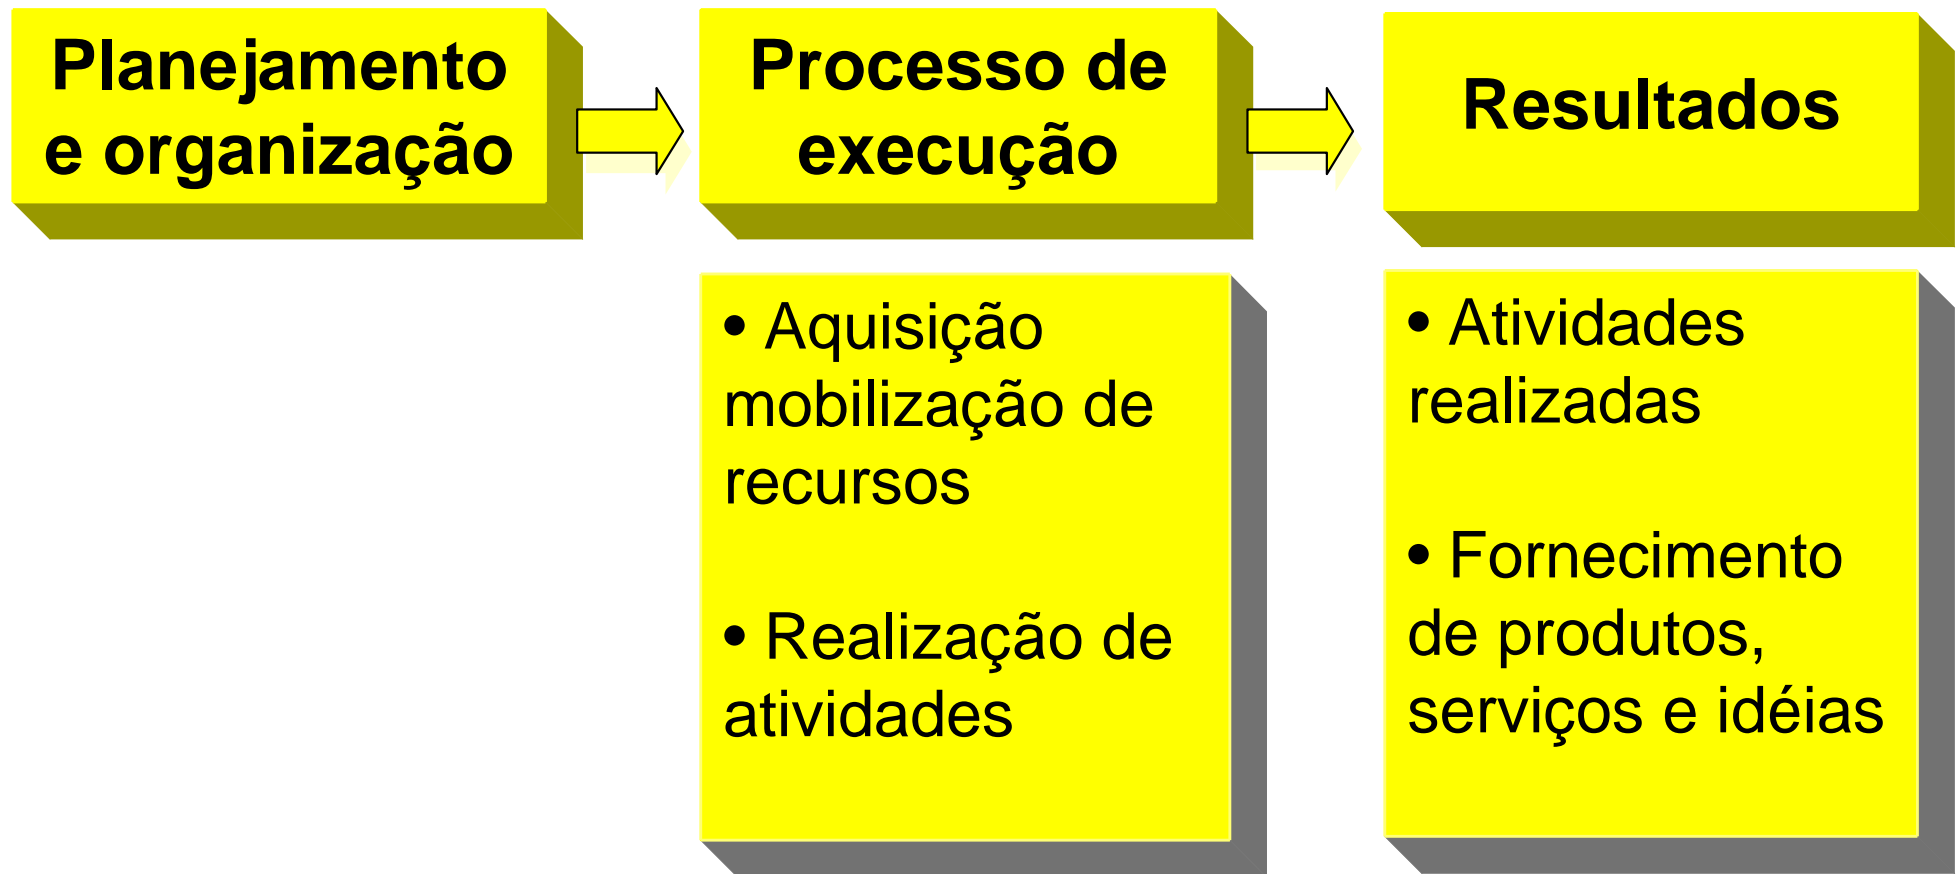 Planejamento
e organização
Processo de
execução
Resultados
• Aquisição
mobilização de
recursos
• Realização de
atividades
• Atividades
realizadas
• Fornecimento
de produtos,
serviços e idéias